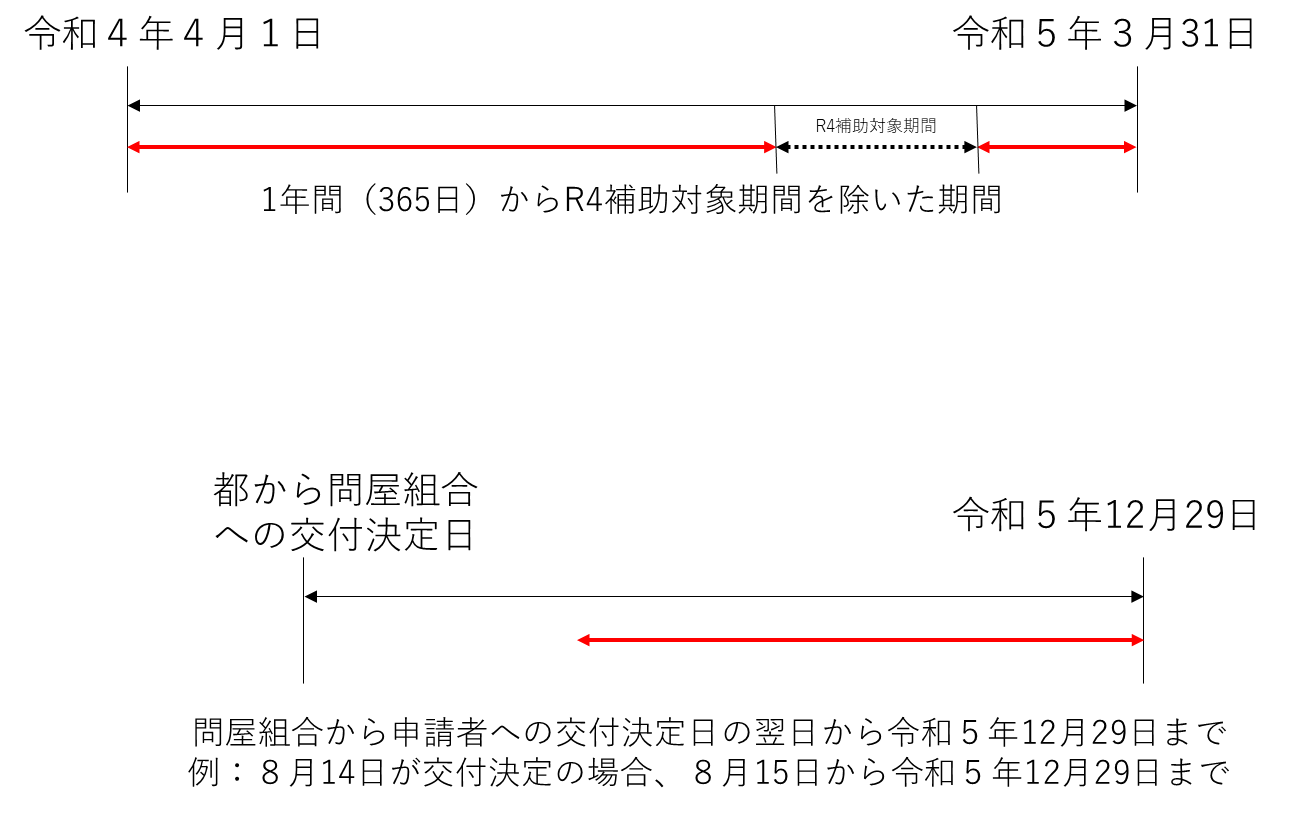 令和４年４月１日
令和５年３月31日
R4補助対象期間
1年間（365日）からR4補助対象期間を除いた期間
都から問屋組合
への交付決定日
令和５年12月29日
問屋組合から申請者への交付決定日の翌日から令和５年12月29日まで
例：８月14日が交付決定の場合、８月15日から令和５年12月29日まで